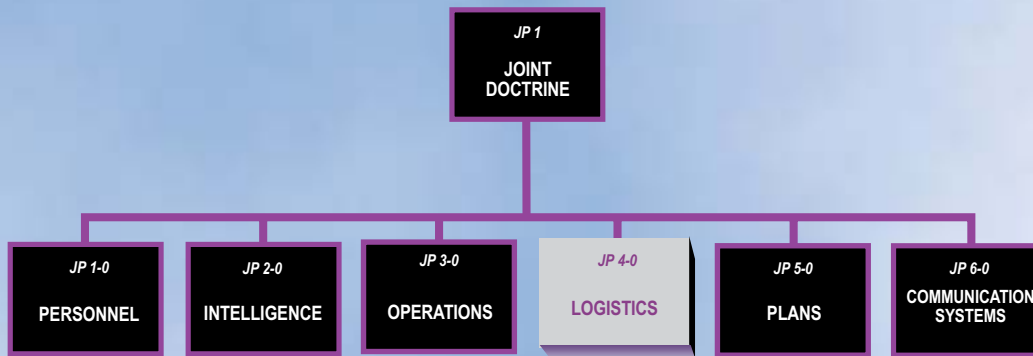 JP 1
JOINT
DOCTRINE
JP 1-0
PERSONNEL
JP 2-0
INTELLIGENCE
JP 3-0
OPERATIONS
JP 4-0
LOGISTICS
JP 5-0
PLANS
JP 6-0
COMMUNICATION
SYSTEMS